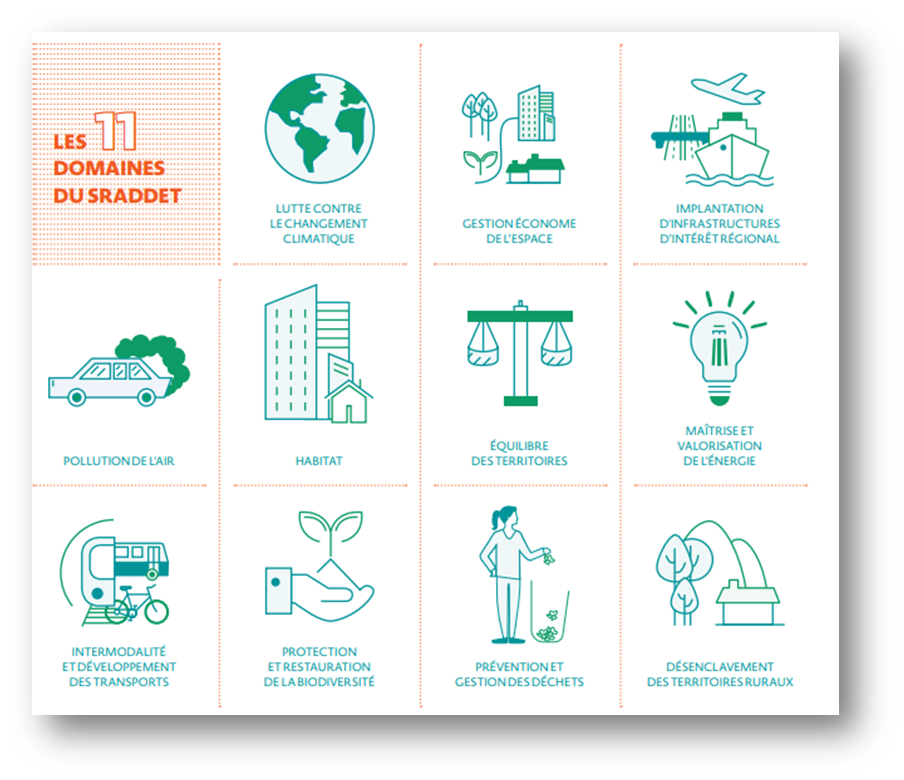 LES 11
DOMAINES
DU SRADDET
LUTTE CONTRE
LE CHANGEMENT
CLIMATIQUE
GESTION ÉCONOME
DE L'ESPACE
IMPLANTATION
D'INFRASTRUCTURES
D'INTÉRÊT RÉGIONAL
POLLUTION DE L'AIR
HABITAT
ÉQUILIBRE
DES TERRITOIRES
MAÎTRISE ET
VALORISATION
DE L'ÉNERGIE
INTERMODALITÉ
ET DÉVELOPPEMENT
DES TRANSPORTS
PROTECTION
ET RESTAURATION
DE LA BIODIVERSITÉ
PRÉVENTION ET
GESTION DES DÉCHETS
DÉSENCLAVEMENT
DES TERRITOIRES RURAUX